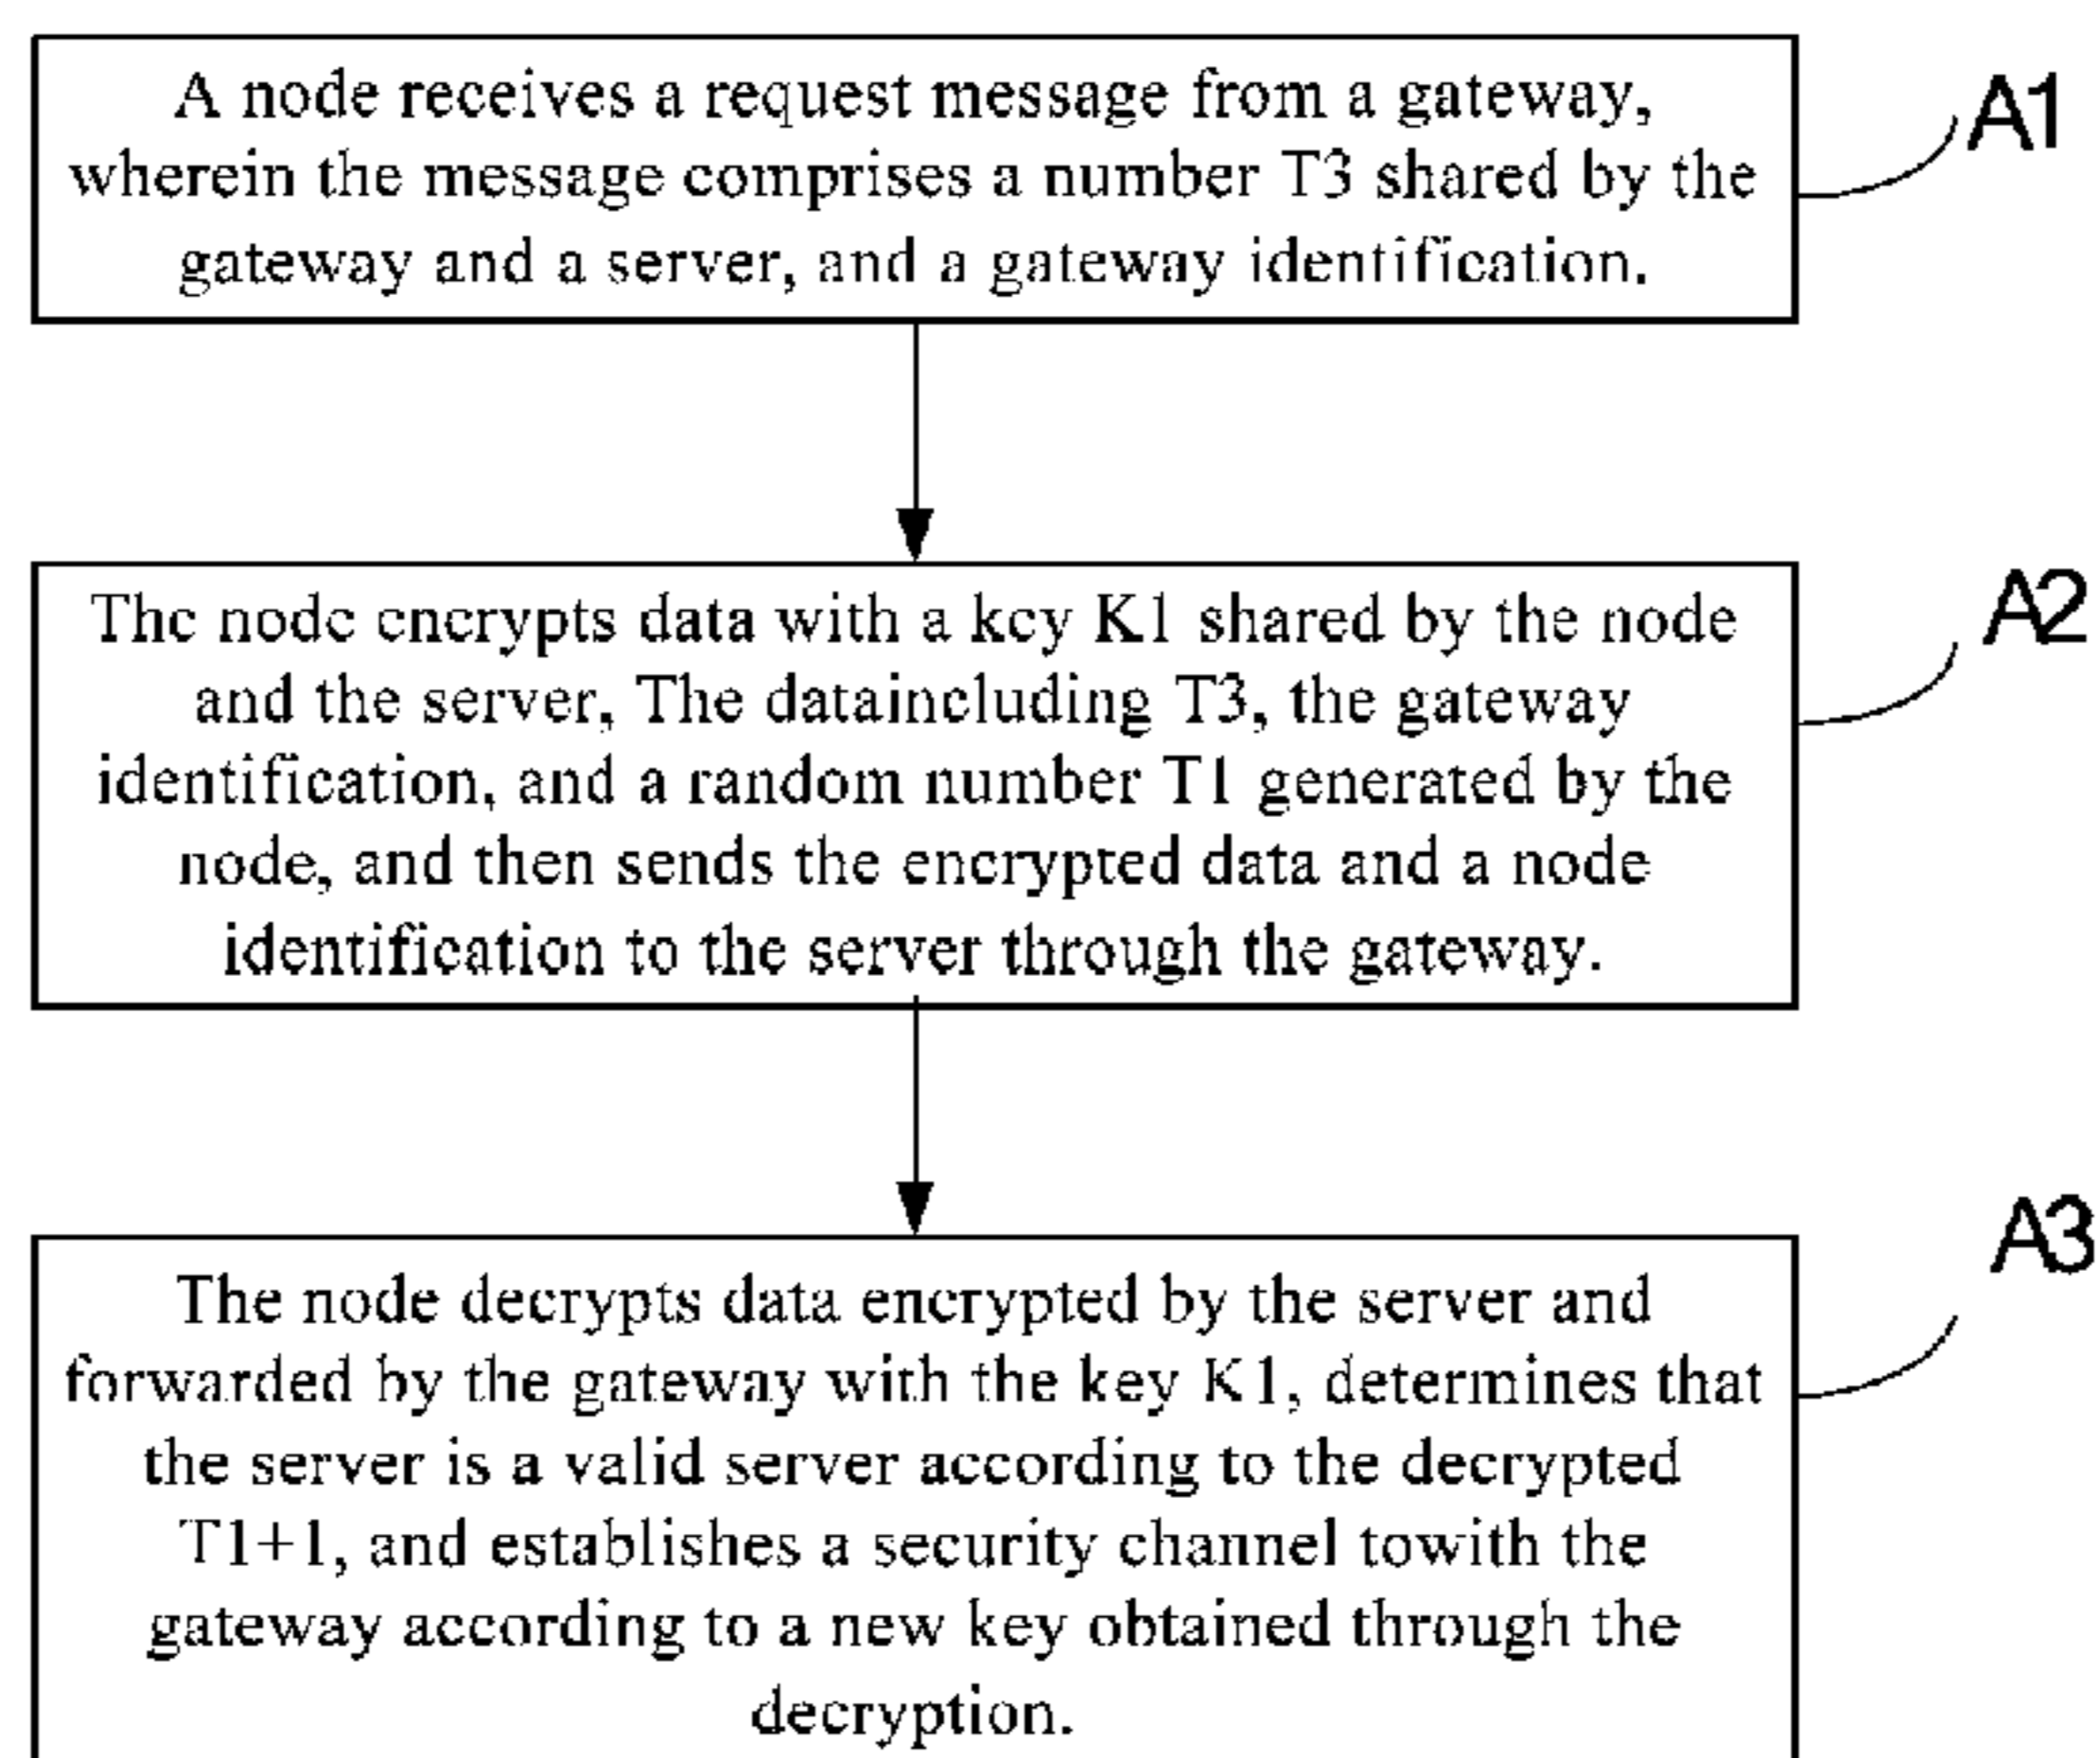 A node receives a request message from a gateway,
wherein the message comprises a number T3 shared by the
gateway and a server, and a gateway identification.
A1
The node encrypts data with a key K1 shared by the node
and the server, The dataincluding T3, the gateway
identification, and a random number T1 generated by the
node, and then sends the encrypted data and a node
identification to the server through the gateway.
A2
The node decrypts data encrypted by the server and
forwarded by the gateway with the key K1, determines that
the server is a valid server according to the decrypted
T1+1, and establishes a security channel towith the
gateway according to a new key obtained through the
decryption.
A3